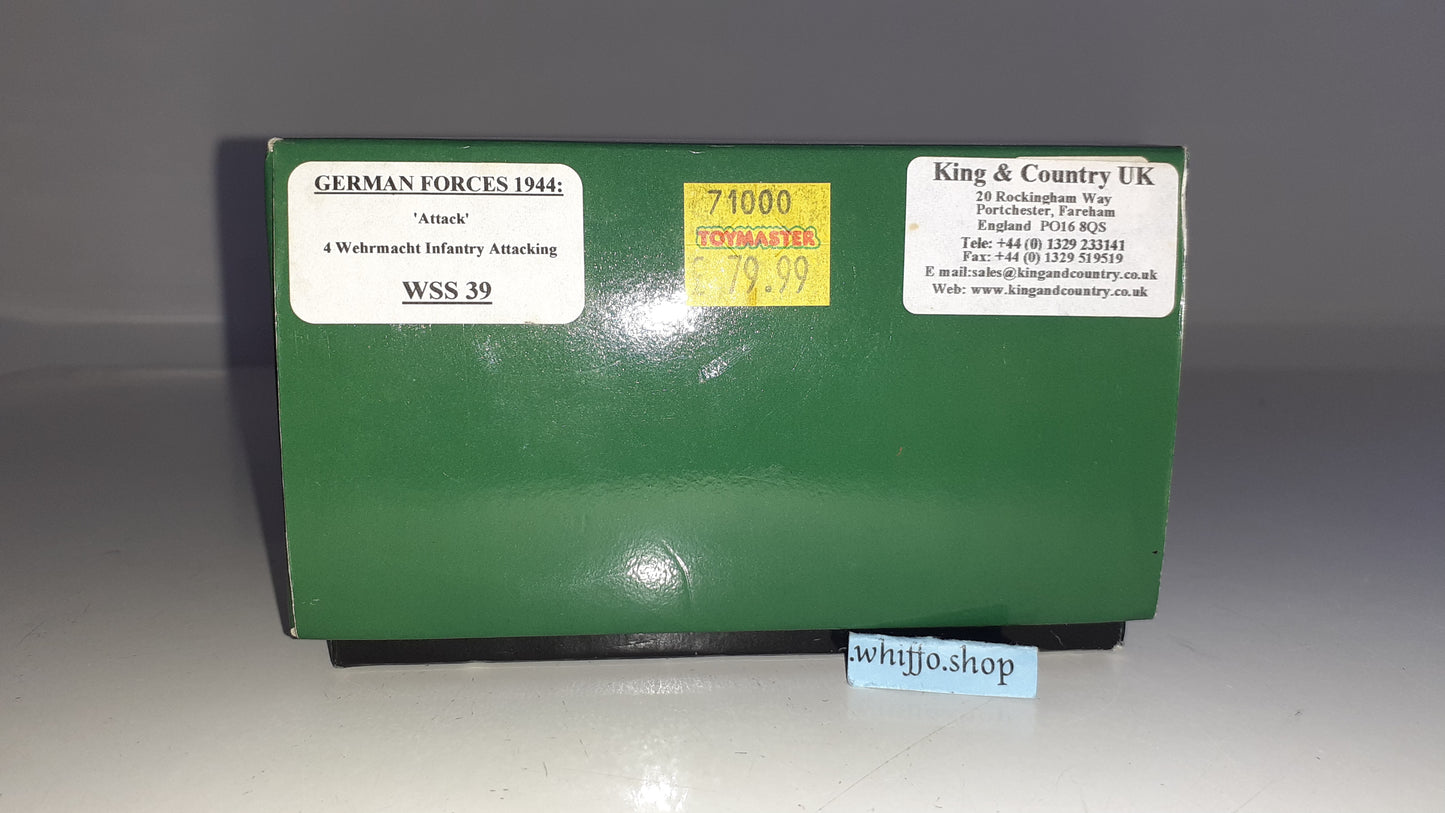 GERMAN FORCES 1944:
'Attack'
4 Wehrmacht Infantry Attacking
WSS 39
71000
TOYMASTER
£ 79.99
King & Country UK
20 Rockingham Way
Portchester, Fareham
England PO16 8QS
Tele: +44 (0) 1329 233141
Fax: +44 (0) 1329 519519
E mail:sales@kingandcountry.co.uk
Web: www.kingandcountry.co.uk
.whiffo.shop